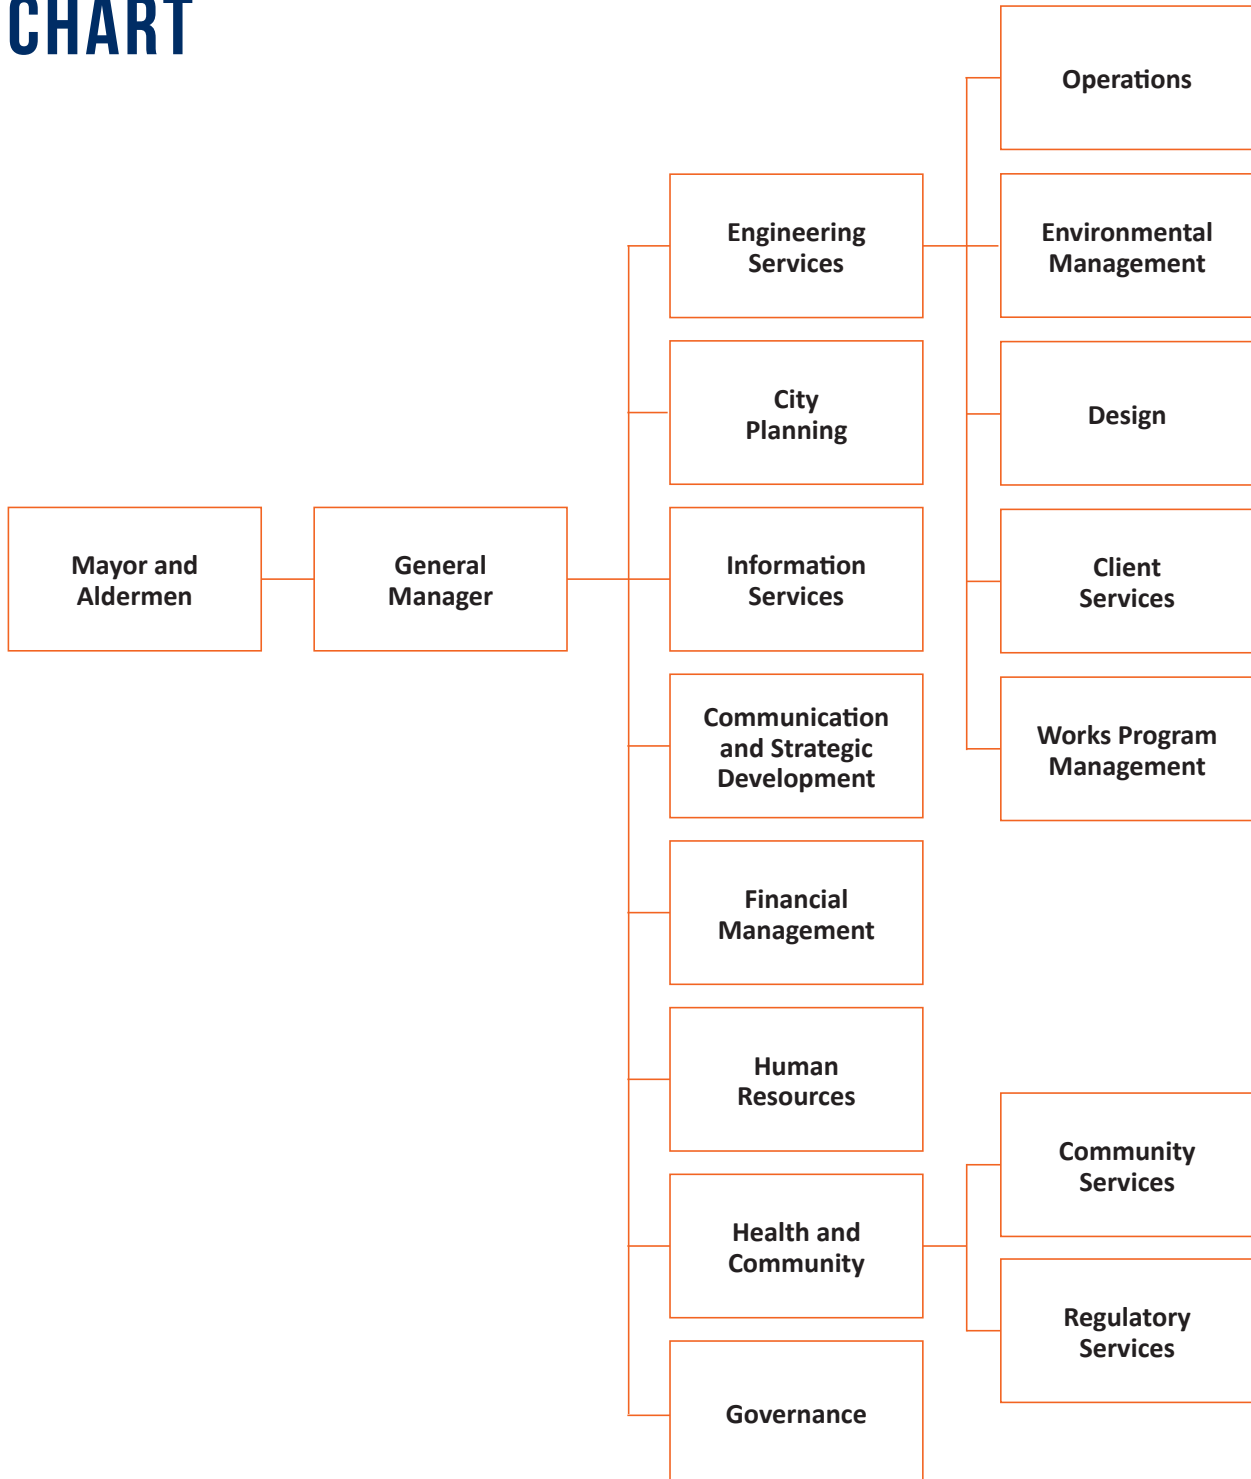 CHART
Operations
Engineering
Services
Environmental
Management
City
Planning
Design
Mayor and
Aldermen
General
Manager
Information
Services
Client
Services
Communication
and Strategic
Development
Works Program
Management
Financial
Management
Human
Resources
Community
Services
Health and
Community
Regulatory
Services
Governance